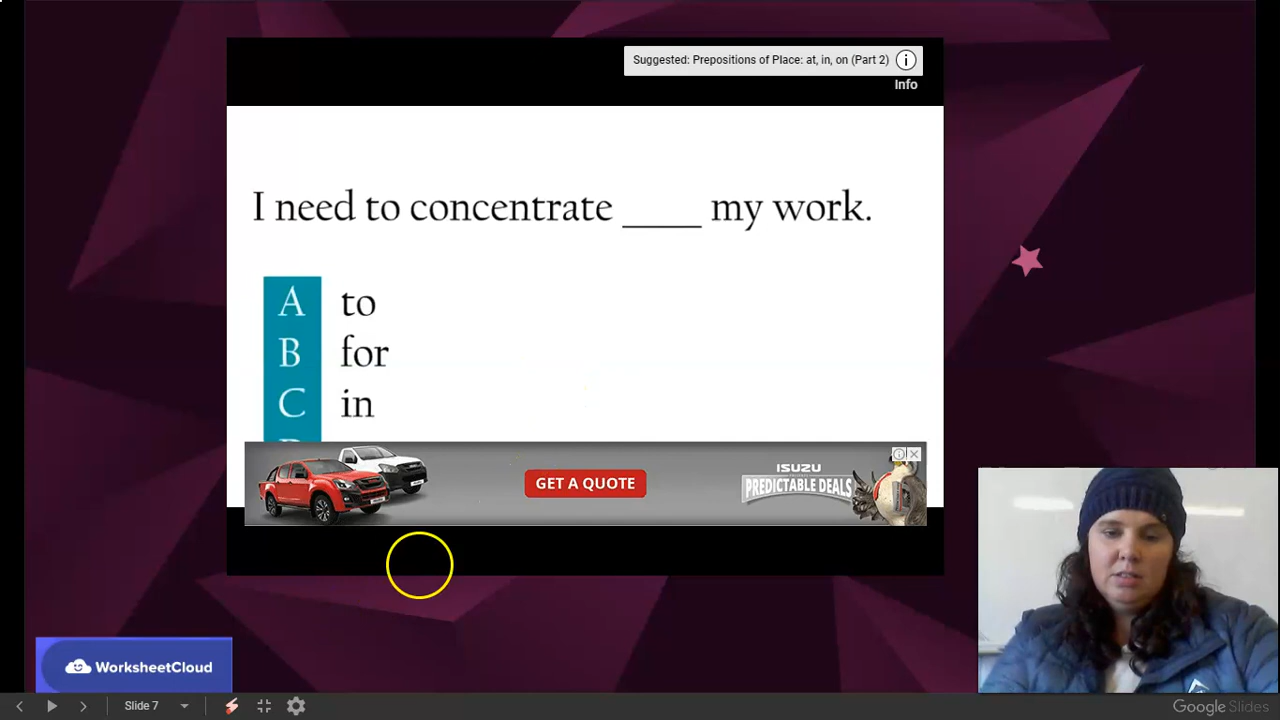 Suggested: Prepositions of Place: at, in, on (Part 2)
Info
I need to concentrate ____ my work.
A to
B for
C in
GET A QUOTE
ISUZU
PREDICTABLE DEALS
WorksheetCloud
Slide 7
Google Slides